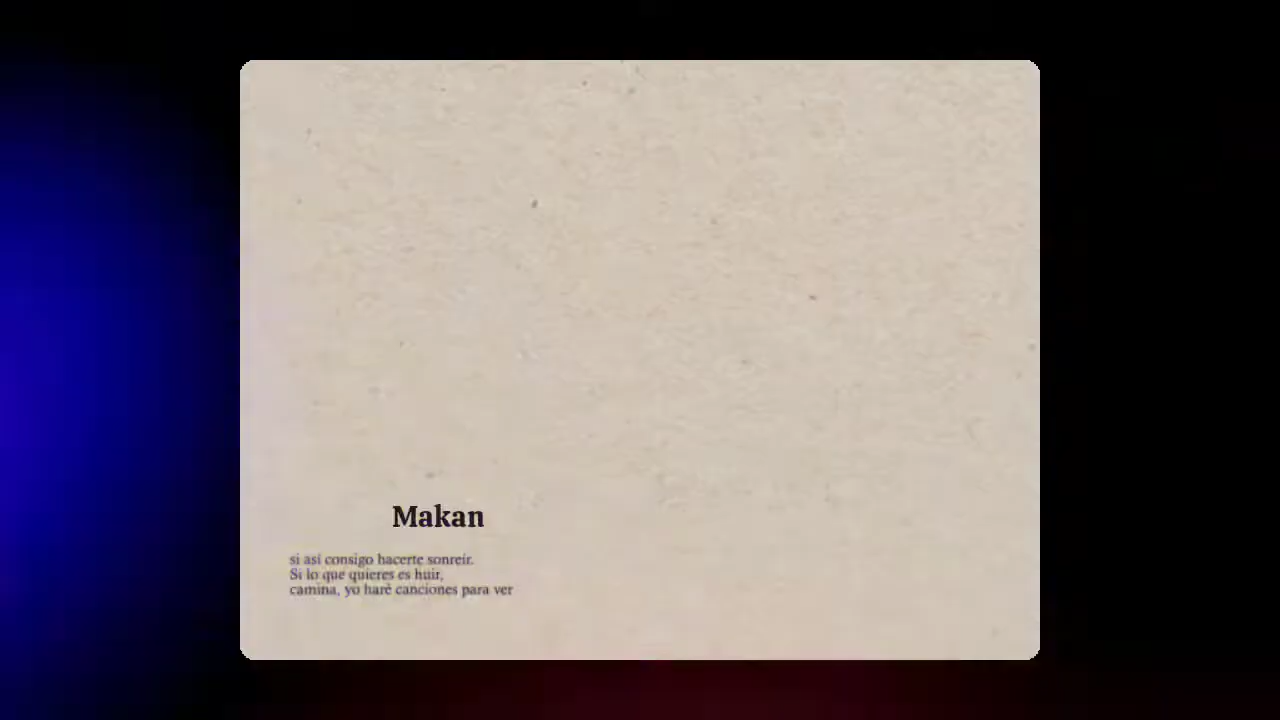 Makan
si así consigo hacerte sonreír.
Si lo que quieres es huir,
camina, yo haré canciones para ver